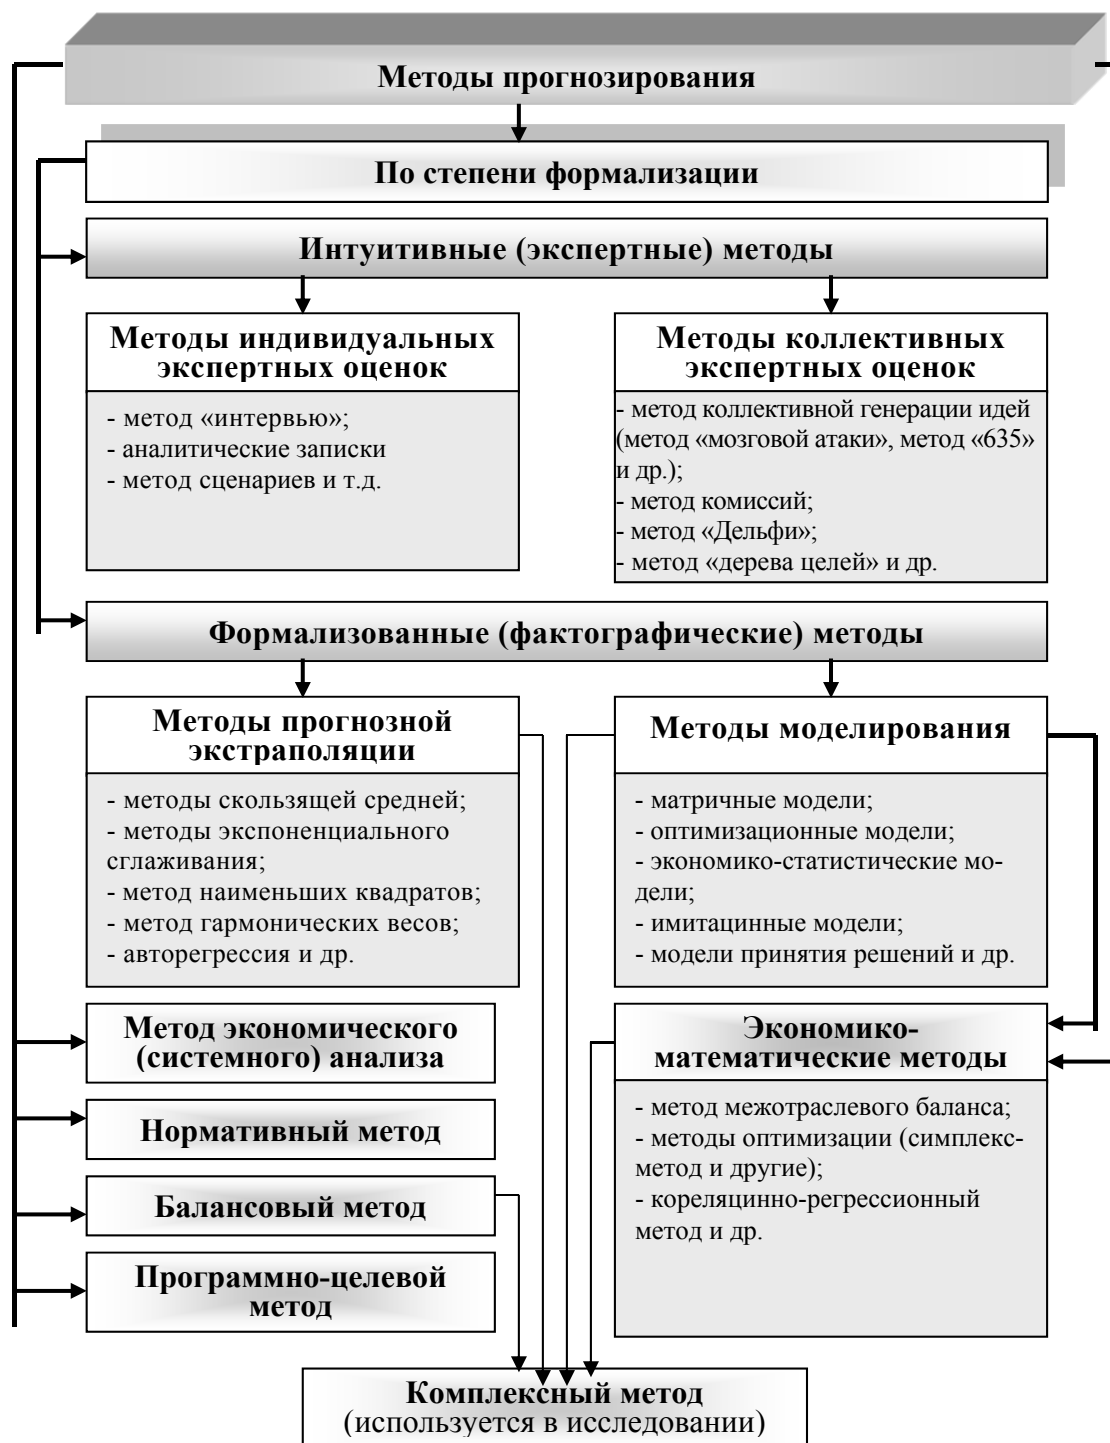 Методы прогнозирования
По степени формализации
Интуитивные (экспертные) методы
Методы индивидуальных
экспертных оценок
- метод «интервью»;
- аналитические записки
- метод сценариев и т.д.
Методы коллективных
экспертных оценок
- метод коллективной генерации идей
(метод «мозговой атаки», метод «635»
и др.);
- метод комиссий;
- метод «Дельфи»;
- метод «дерева целей» и др.
Формализованные (фактографические) методы
Методы прогнозной
экстраполяции
- методы скользящей средней;
- методы экспоненциального
сглаживания;
- метод наименьших квадратов;
- метод гармонических весов;
- авторегрессия и др.
Методы моделирования
- матричные модели;
- оптимизационные модели;
- экономико-статистические мо-
дели;
- имитацинные модели;
- модели принятия решений и др.
Метод экономического
(системного) анализа
Нормативный метод
Балансовый метод
Программно-целевой
метод
Экономико-
математические методы
- метод межотраслевого баланса;
- методы оптимизации (симплекс-
метод и другие);
- кореляцинно-регрессионный
метод и др.
Комплексный метод
(используется в исследовании)